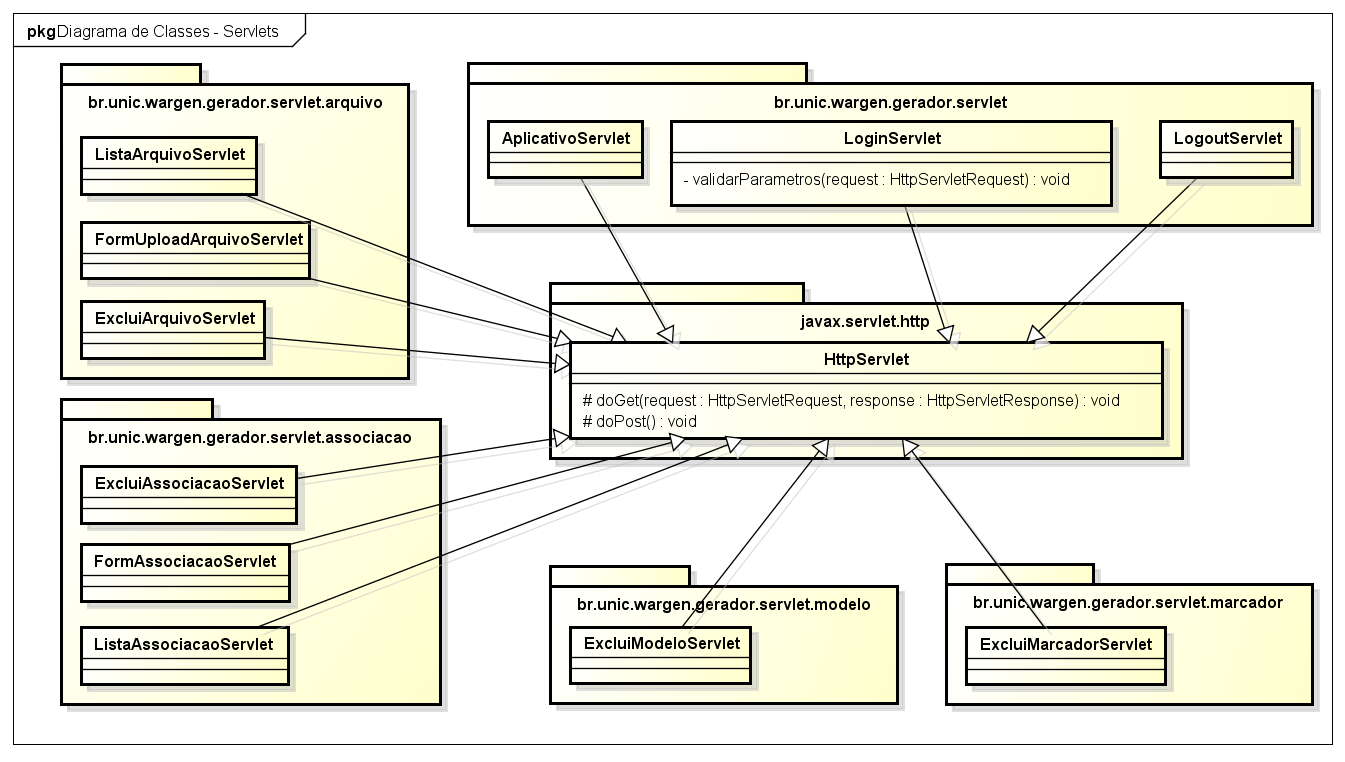 pkgDiagrama de Classes - Servlets
br.unic.wargen.gerador.servlet.arquivo
ListaArquivoServlet
FormUploadArquivoServlet
ExcluiArquivoServlet
br.unic.wargen.gerador.servlet
AplicativoServlet
LoginServlet
- validarParametros(request : HttpServletRequest) : void
LogoutServlet
javax.servlet.http
HttpServlet
# doGet(request : HttpServletRequest, response : HttpServletResponse) : void
# doPost() : void
br.unic.wargen.gerador.servlet.associacao
ExcluiAssociacaoServlet
FormAssociacaoServlet
ListaAssociacaoServlet
br.unic.wargen.gerador.servlet.modelo
ExcluiModeloServlet
br.unic.wargen.gerador.servlet.marcador
ExcluiMarcadorServlet